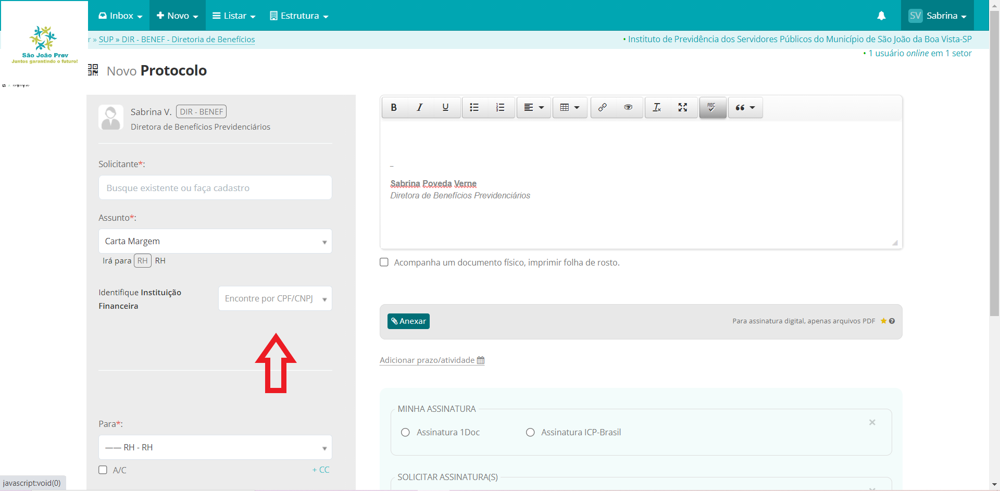 São João Prev
Juntos garantindo o futuro!
Inbox
Novo
Listar
Estrutura
SV Sabrina
r » SUP » DIR - BENEF - Diretoria de Benefícios
• Instituto de Previdência dos Servidores Públicos do Município de São João da Boa Vista-SP
• 1 usuário online em 1 setor
Novo Protocolo
Sabrina V. DIR - BENEF
Diretora de Benefícios Previdenciários
Solicitante*:
Busque existente ou faça cadastro
Assunto*:
Carta Margem
Irá para RH RH
Identifique Instituição
Financeira
Encontre por CPF/CNPJ
Para*:
—— RH - RH
A/C
+ CC
B I U
ABC
–
Sabrina Poveda Verne
Diretora de Benefícios Previdenciários
Acompanha um documento físico, imprimir folha de rosto.
Anexar
Para assinatura digital, apenas arquivos PDF
Adicionar prazo/atividade
MINHA ASSINATURA
Assinatura 1Doc
Assinatura ICP-Brasil
SOLICITAR ASSINATURA(S)
javascript:void(0)